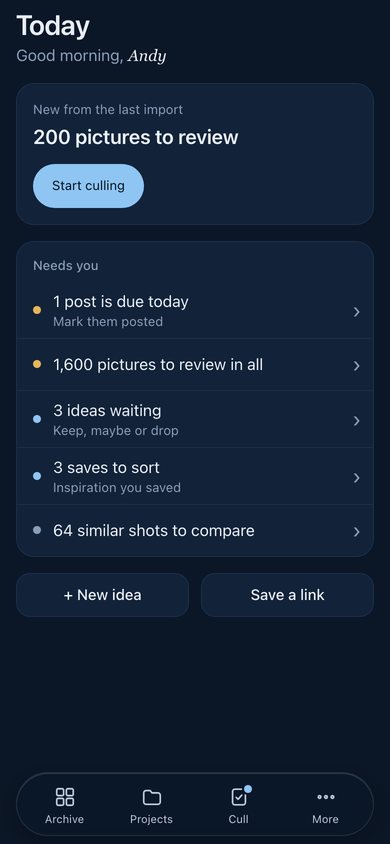 Today
Good morning, Andy
New from the last import
200 pictures to review
Start culling
Needs you
1 post is due today
Mark them posted
1,600 pictures to review in all
3 ideas waiting
Keep, maybe or drop
3 saves to sort
Inspiration you saved
64 similar shots to compare
+ New idea
Save a link
Archive
Projects
Cull
More